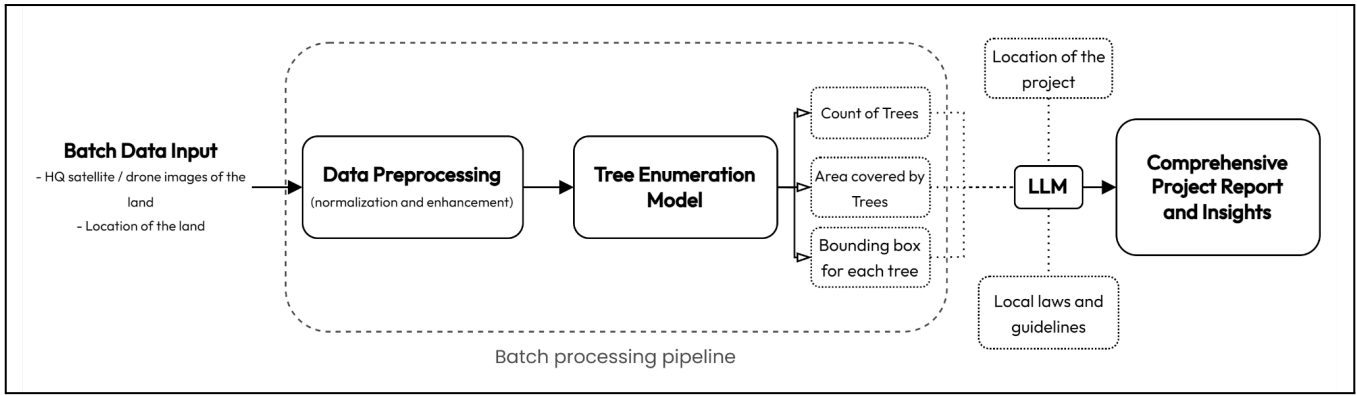 Batch Data Input
- HQ satellite / drone images of the
land
- Location of the land
Data Preprocessing
(normalization and enhancement)
Tree Enumeration
Model
Count of Trees
Area covered by
Trees
Bounding box
for each tree
Batch processing pipeline
Location of the
project
LLM
Local laws and
guidelines
Comprehensive
Project Report
and Insights